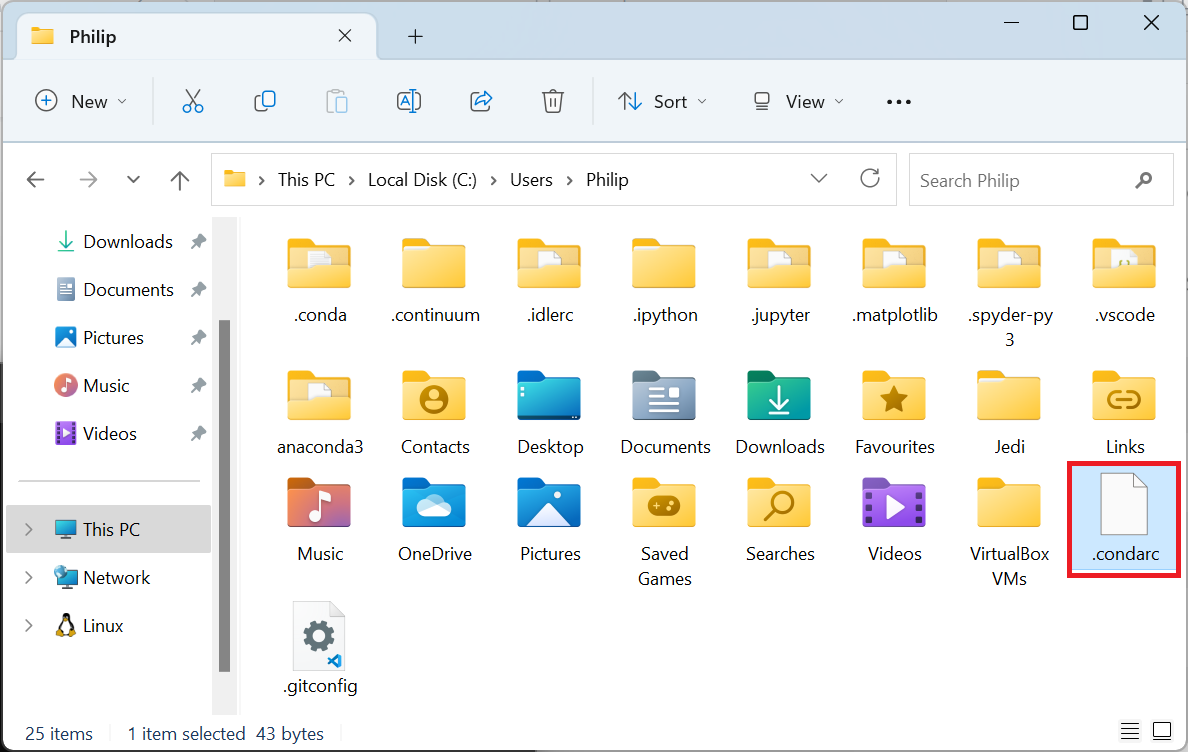 Philip
New
Sort
View
This PC
Local Disk (C:)
Users
Philip
Search Philip
Downloads
Documents
Pictures
Music
Videos
This PC
Network
Linux
.conda
.continuum
.idlerc
.ipython
.jupyter
.matplotlib
.spyder-py
3
.vscode
anaconda3
Contacts
Desktop
Documents
Downloads
Favourites
Jedi
Links
Music
OneDrive
Pictures
Saved
Games
Searches
Videos
VirtualBox
VMs
.condarc
.gitconfig
25 items
1 item selected 43 bytes